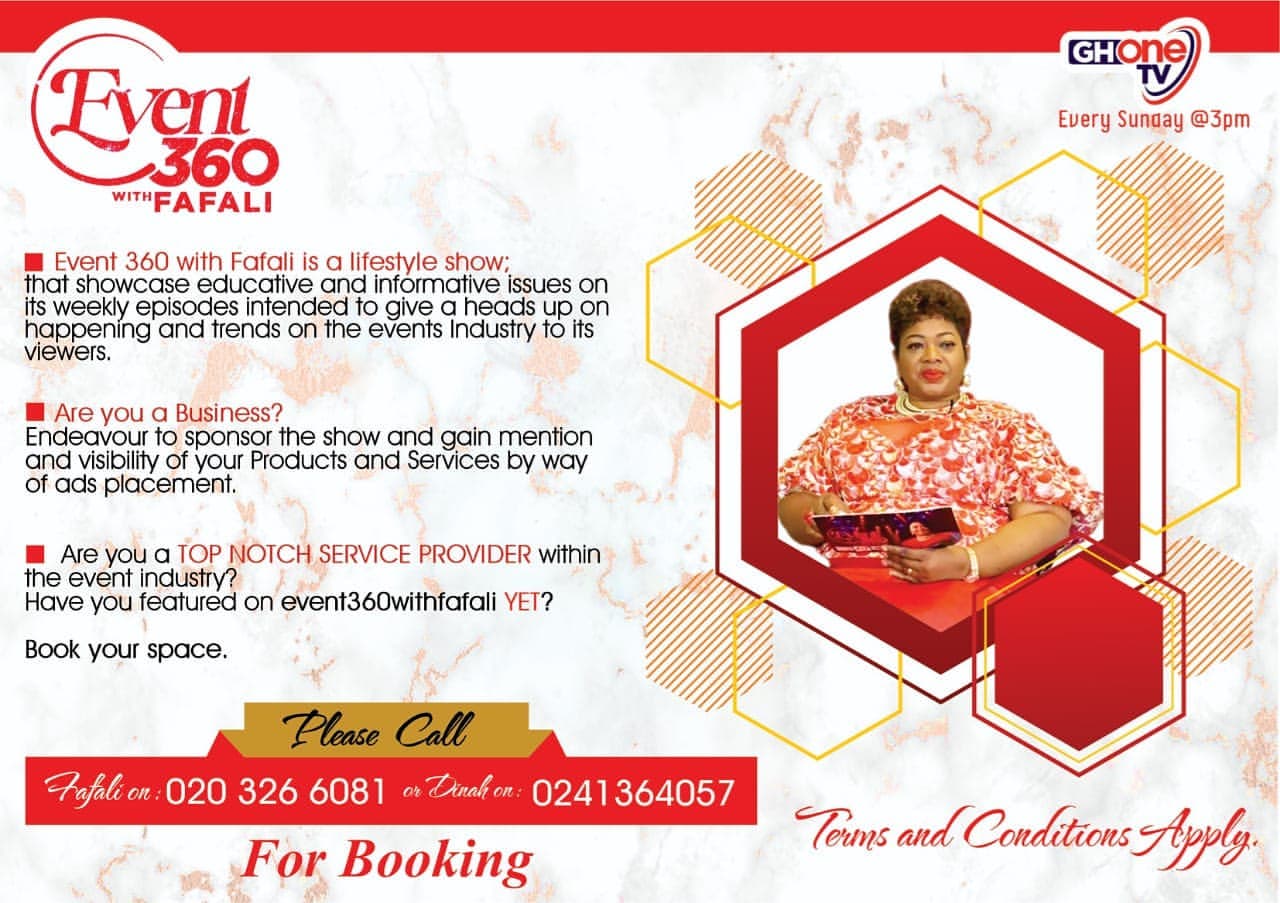 Event
360
WITH FAFALI
GHone
TV
Every Sunday @3pm
Event 360 with Fafali is a lifestyle show;
that showcase educative and informative issues on
its weekly episodes intended to give a heads up on
happening and trends on the events Industry to its
viewers.
Are you a Business?
Endeavour to sponsor the show and gain mention
and visibility of your Products and Services by way
of ads placement.
Are you a TOP NOTCH SERVICE PROVIDER within
the event industry?
Have you featured on event360withfafali YET?
Book your space.
Please Call
Fafali on: 020 326 6081 or Dinah on: 0241364057
For Booking
Terms and Conditions Apply.